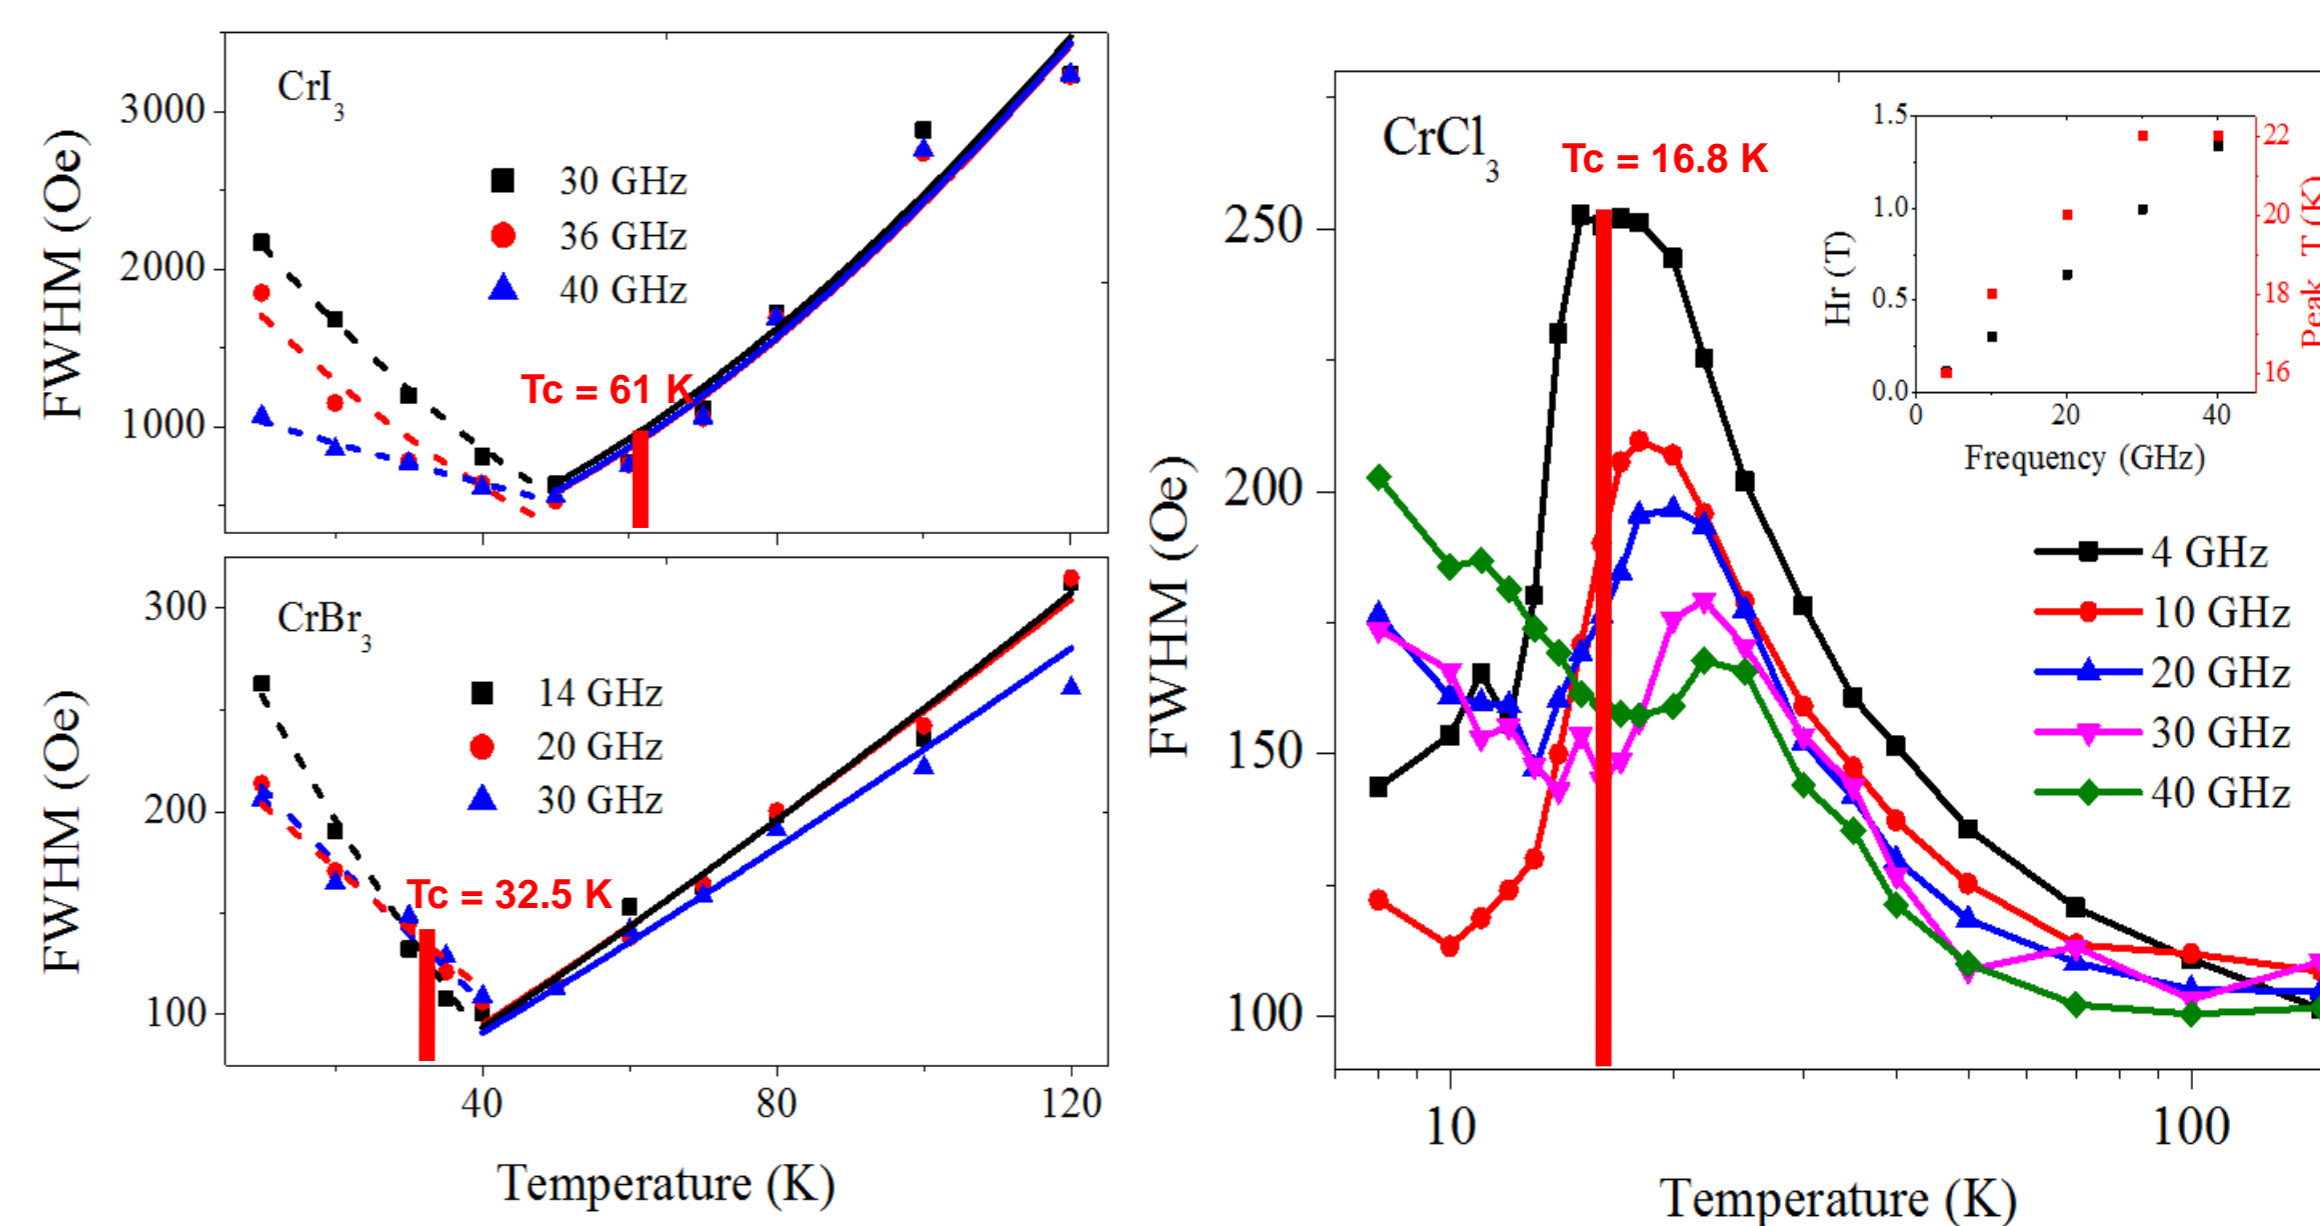 CrI3
3000
2000
1000
FWHM (Oe)
30 GHz
36 GHz
40 GHz
Tc = 61 K
CrBr3
300
200
100
FWHM (Oe)
14 GHz
20 GHz
30 GHz
Tc = 32.5 K
40 80 120
Temperature (K)
CrCl3
Tc = 16.8 K
250
200
150
100
FWHM (Oe)
1.5
1.0
0.5
0.0
Hr (T)
22
20
18
16
Peak T (K)
0 20 40
Frequency (GHz)
4 GHz
10 GHz
20 GHz
30 GHz
40 GHz
10 100
Temperature (K)